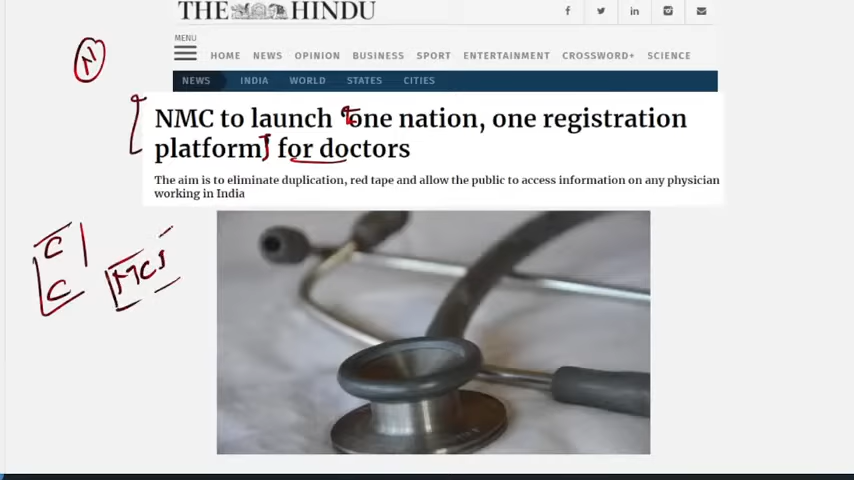 THE HINDU
f in
MENU
HOME NEWS OPINION BUSINESS SPORT ENTERTAINMENT CROSSWORD+ SCIENCE
NEWS INDIA WORLD STATES CITIES
N
NMC to launch 'one nation, one registration
platform' for doctors
The aim is to eliminate duplication, red tape and allow the public to access information on any physician
working in India
C
C